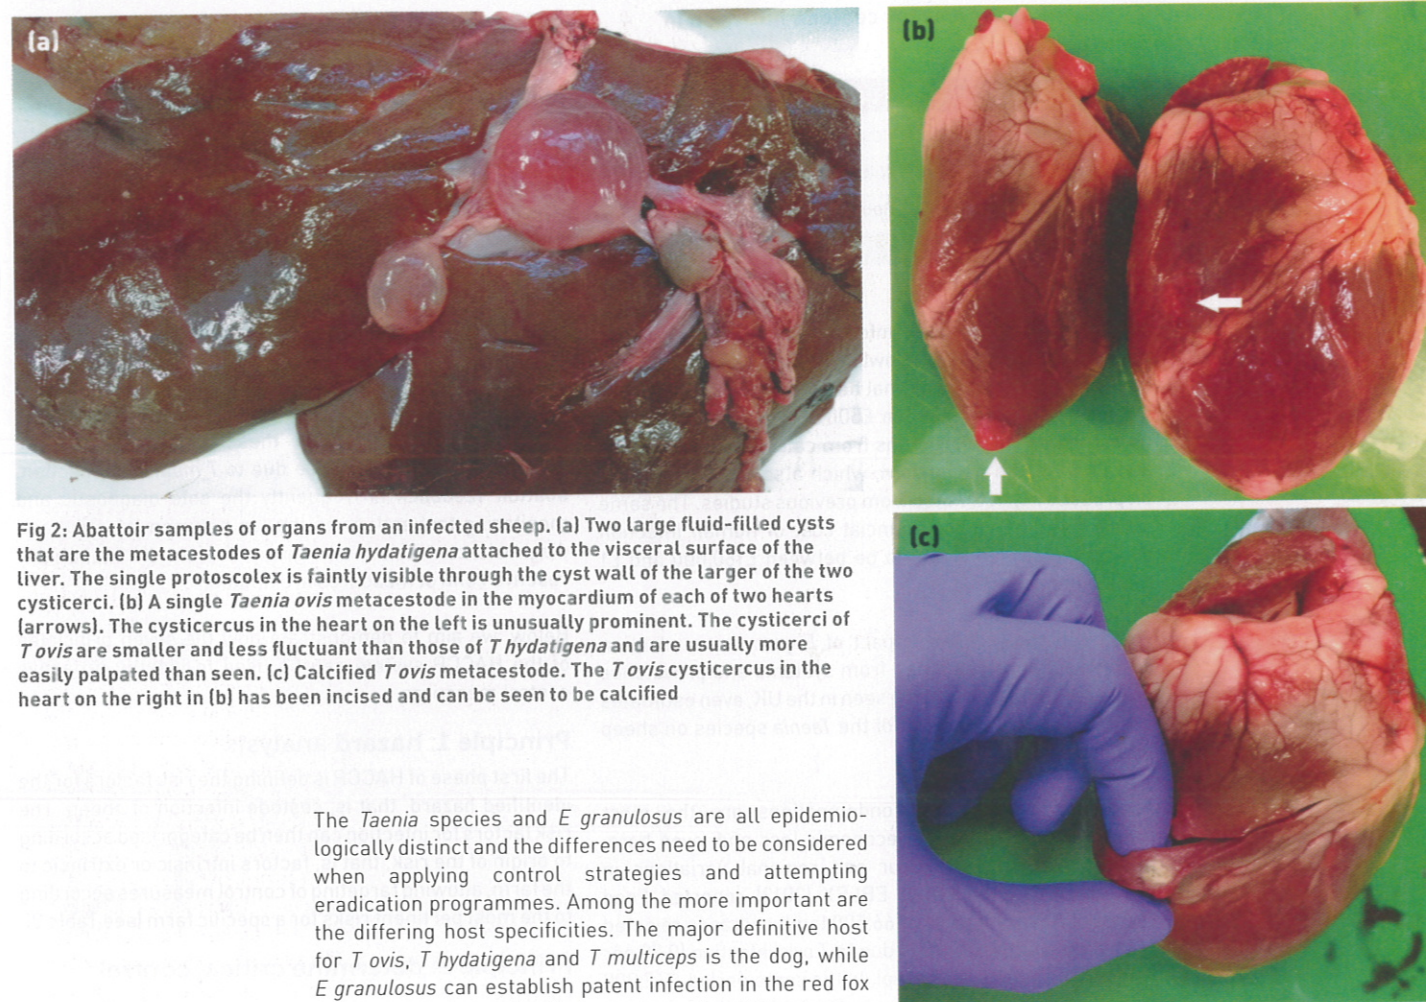 (a)
(b)
Fig 2: Abattoir samples of organs from an infected sheep. (a) Two large fluid-filled cysts
that are the metacestodes of Taenia hydatigena attached to the visceral surface of the
liver. The single protoscolex is faintly visible through the cyst wall of the larger of the two
cysticerci. (b) A single Taenia ovis metacestode in the myocardium of each of two hearts
(arrows). The cysticercus in the heart on the left is unusually prominent. The cysticerci of
T ovis are smaller and less fluctuant than those of T hydatigena and are usually more
easily palpated than seen. (c) Calcified T ovis metacestode. The T ovis cysticercus in the
heart on the right in (b) has been incised and can be seen to be calcified
(c)
The Taenia species and E granulosus are all epidemio-
logically distinct and the differences need to be considered
when applying control strategies and attempting
eradication programmes. Among the more important are
the differing host specificities. The major definitive host
for T ovis, T hydatigena and T multiceps is the dog, while
E granulosus can establish patent infection in the red fox